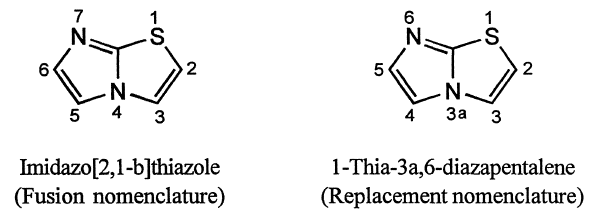 7 1 6 1
N S N S
6 2 5 2
N N
5 4 3 4 3a 3
Imidazo[2,1-b]thiazole
(Fusion nomenclature)
1-Thia-3a,6-diazapentalene
(Replacement nomenclature)